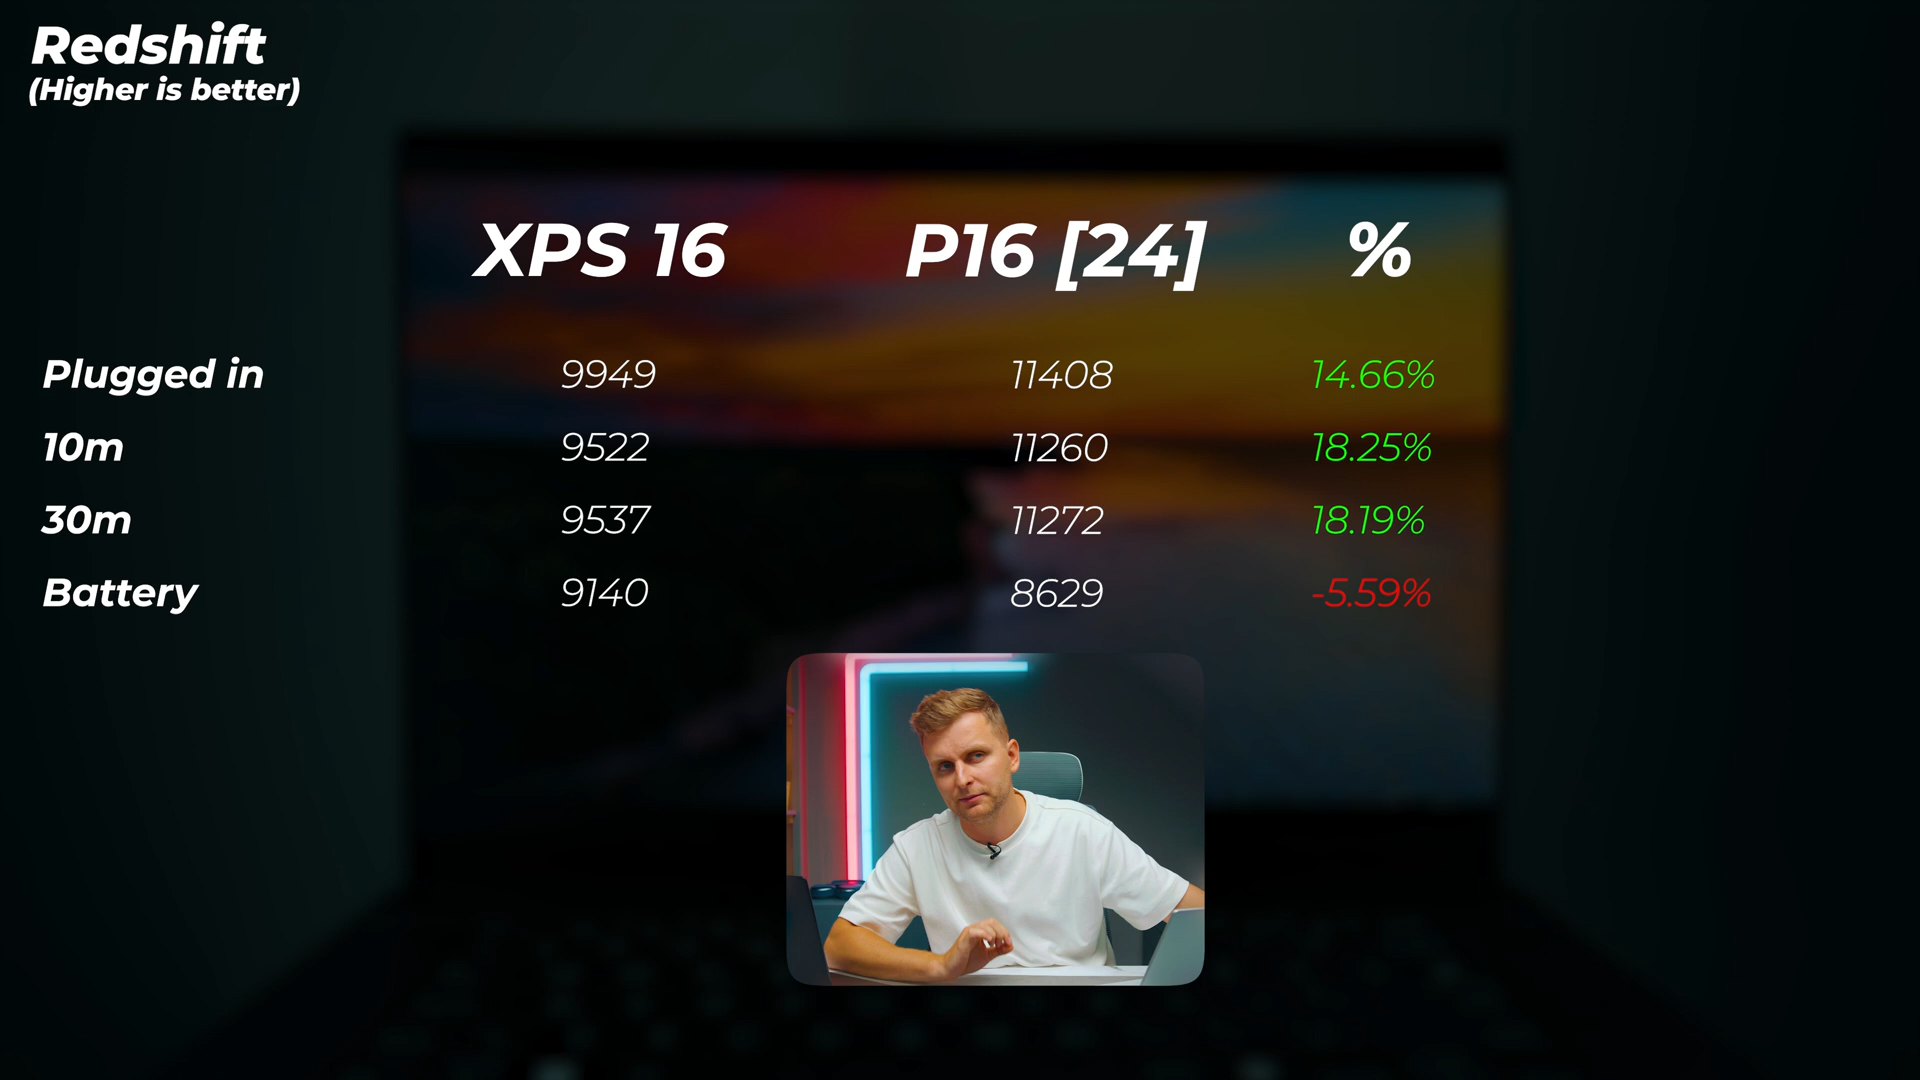 Redshift
(Higher is better)
XPS 16 P16 [24] %
Plugged in 9949 11408 14.66%
10m 9522 11260 18.25%
30m 9537 11272 18.19%
Battery 9140 8629 -5.59%